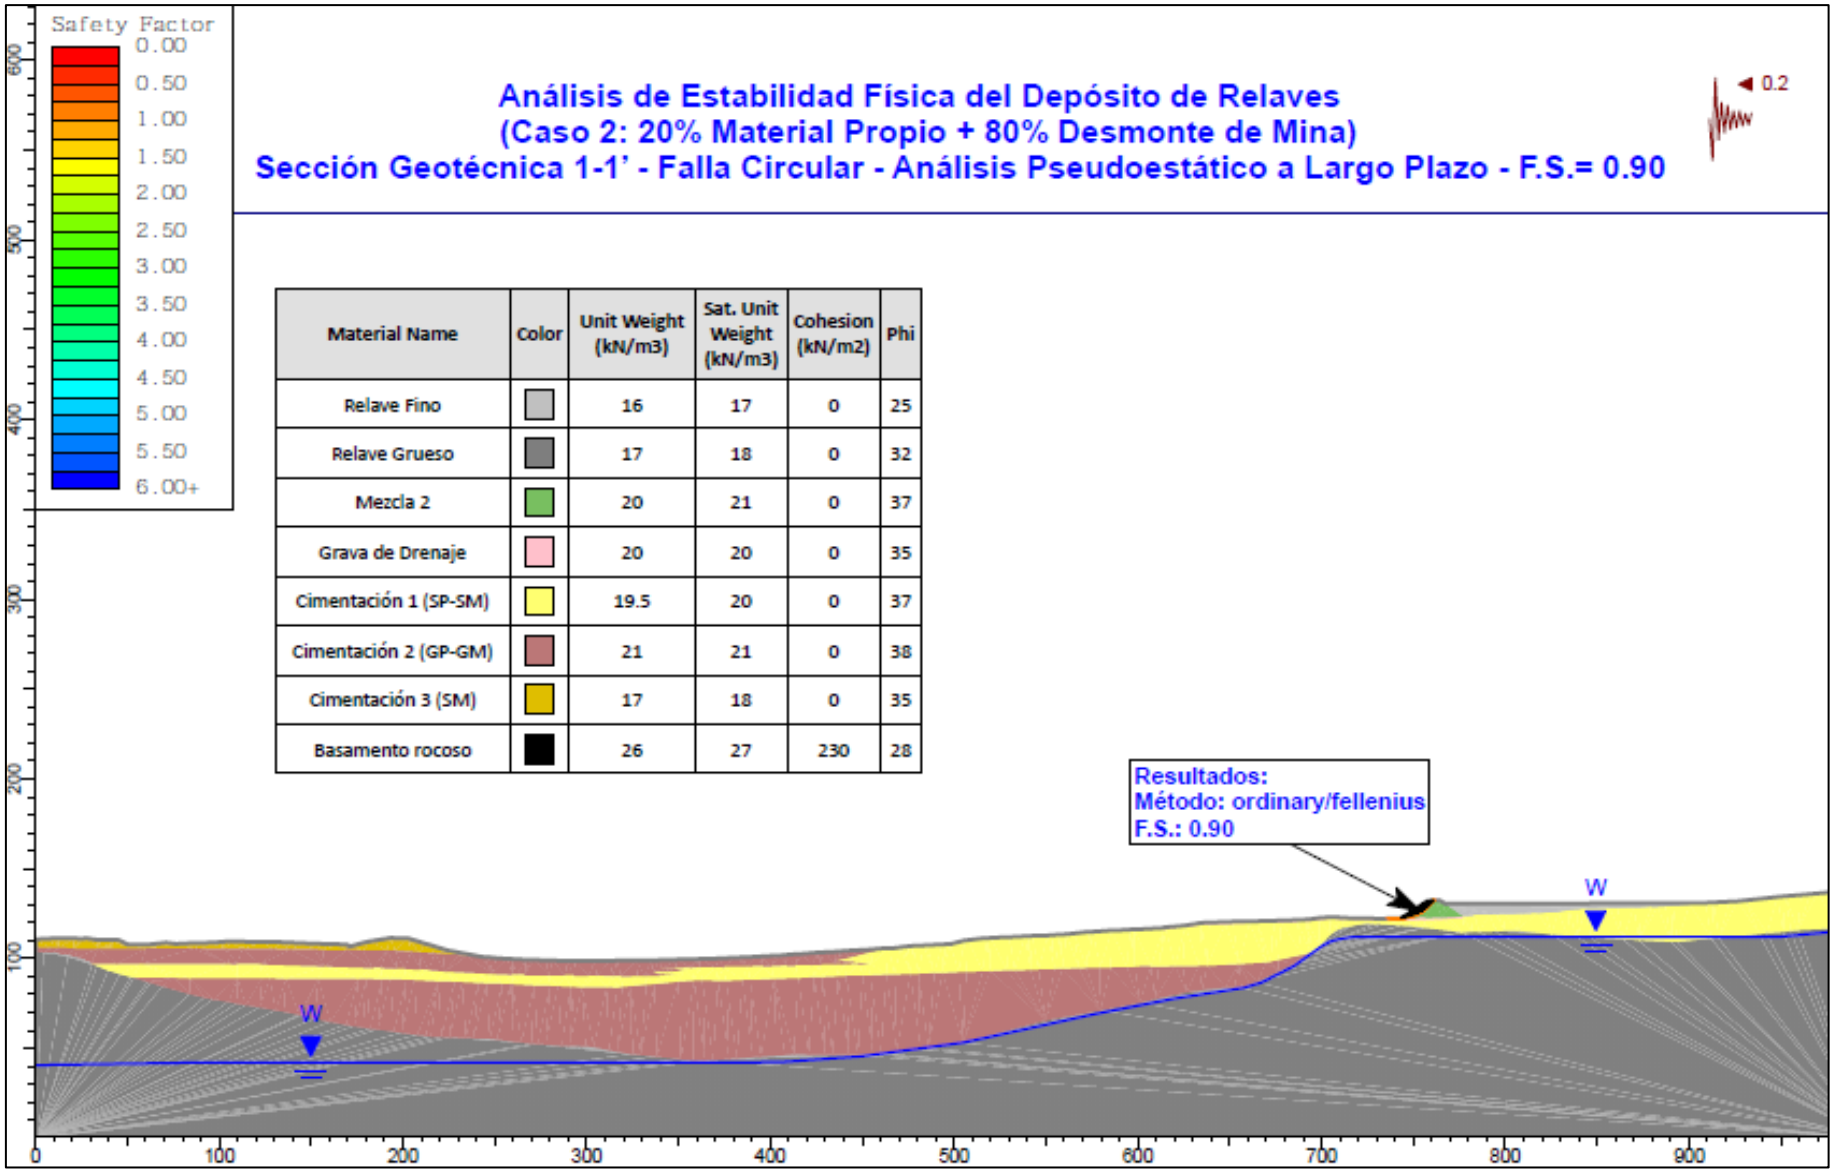 Safety Factor
0.00
0.50
1.00
1.50
2.00
2.50
3.00
3.50
4.00
4.50
5.00
5.50
6.00+
Análisis de Estabilidad Física del Depósito de Relaves
(Caso 2: 20% Material Propio + 80% Desmonte de Mina)
Sección Geotécnica 1-1' - Falla Circular - Análisis Pseudoestático a Largo Plazo - F.S.= 0.90
0.2
Material Name Color Unit Weight (kN/m3) Sat. Unit Weight (kN/m3) Cohesion (kN/m2) Phi
Relave Fino 16 17 0 25
Relave Grueso 17 18 0 32
Mezcla 2 20 21 0 37
Grava de Drenaje 20 20 0 35
Cimentación 1 (SP-SM) 19.5 20 0 37
Cimentación 2 (GP-GM) 21 21 0 38
Cimentación 3 (SM) 17 18 0 35
Basamento rocoso 26 27 230 28
Resultados:
Método: ordinary/fellenius
F.S.: 0.90
W
W
600
500
400
300
200
100
0 100 200 300 400 500 600 700 800 900